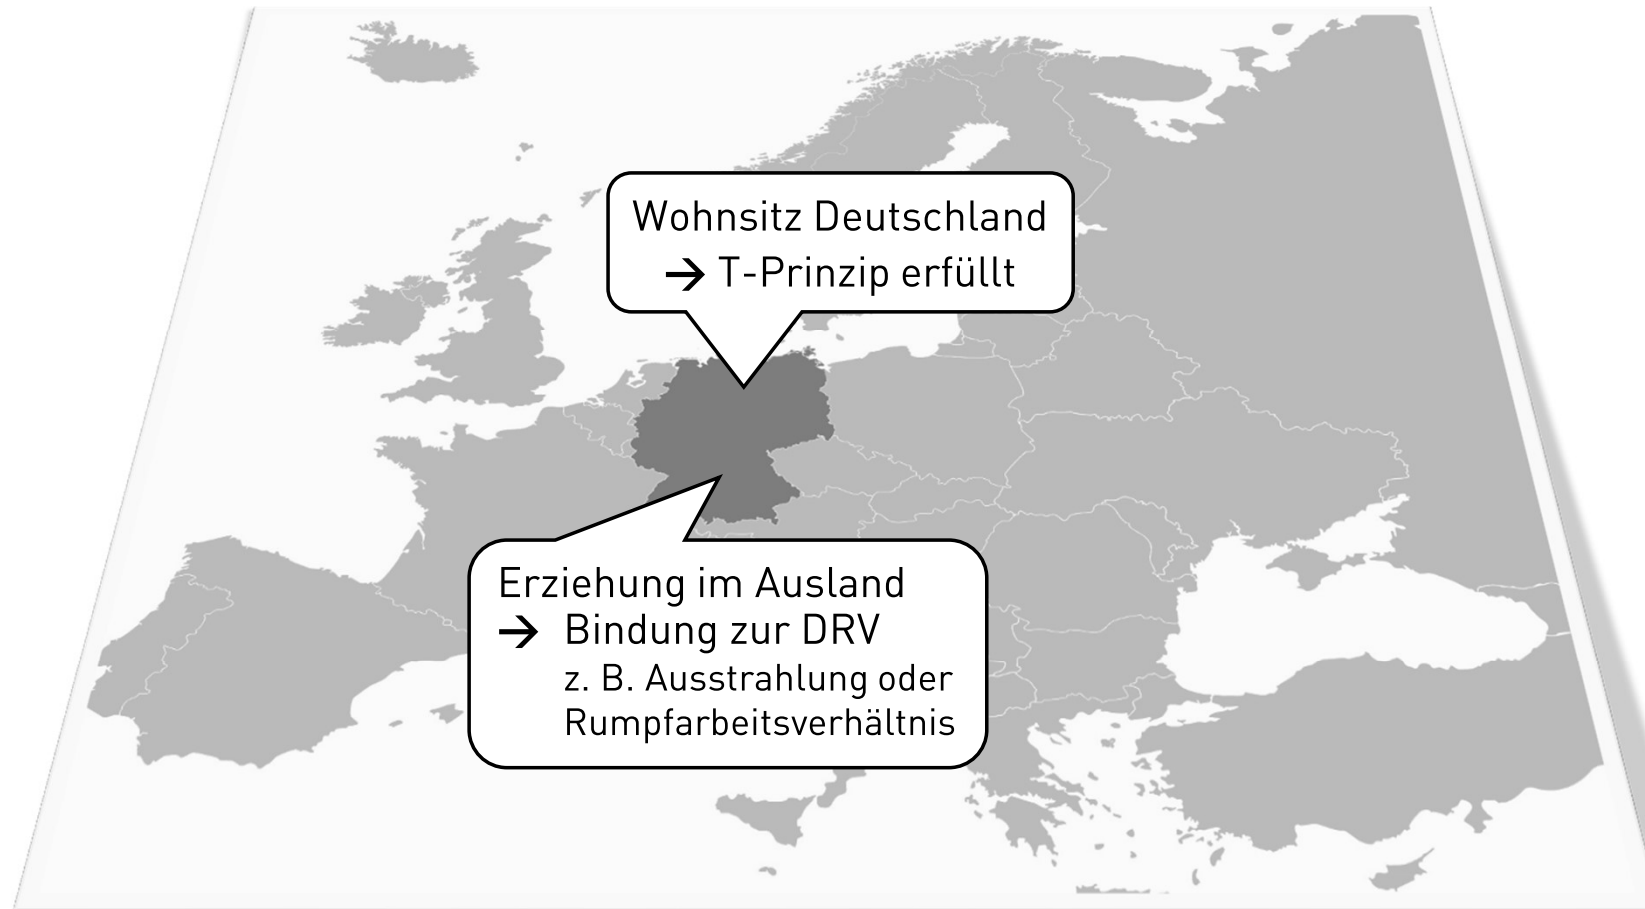 Wohnsitz Deutschland
→ T-Prinzip erfüllt
Erziehung im Ausland
→ Bindung zur DRV
z. B. Ausstrahlung oder
Rumpfarbeitsverhältnis